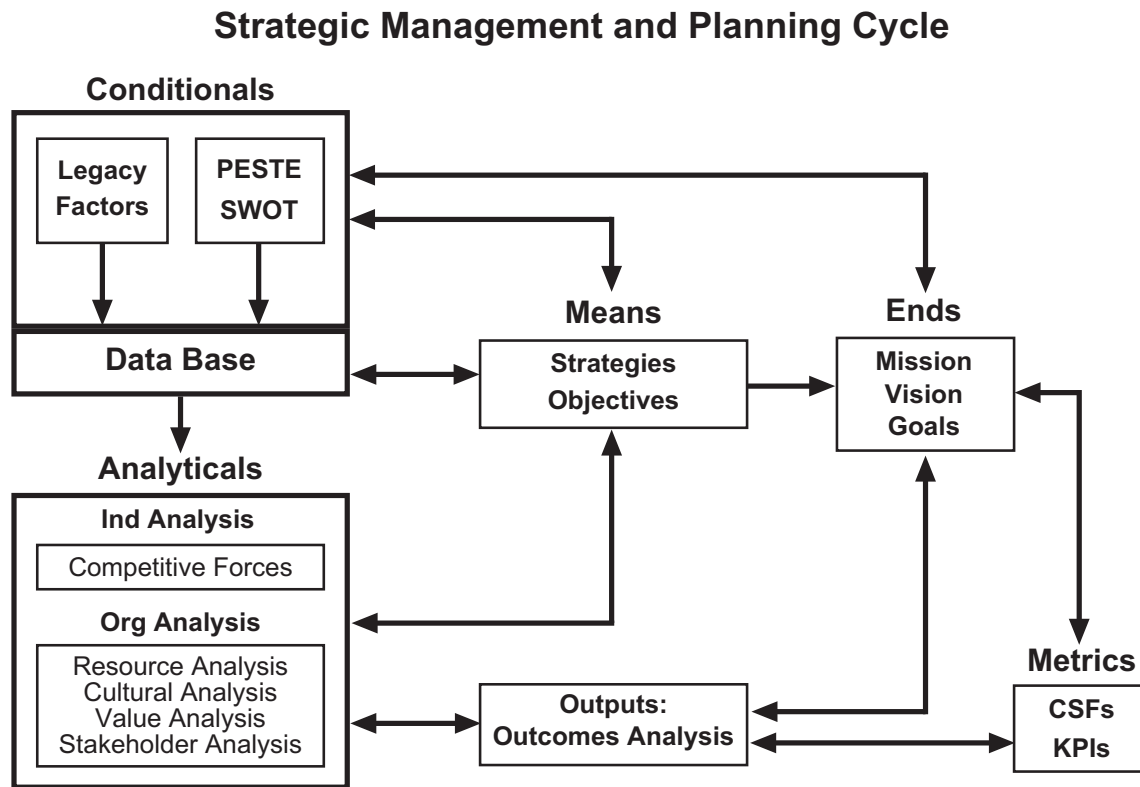 Strategic Management and Planning Cycle
Conditionals
Legacy
Factors
PESTE
SWOT
Data Base
Means
Strategies
Objectives
Ends
Mission
Vision
Goals
Analyticals
Ind Analysis
Competitive Forces
Org Analysis
Resource Analysis
Cultural Analysis
Value Analysis
Stakeholder Analysis
Outputs:
Outcomes Analysis
Metrics
CSFs
KPIs